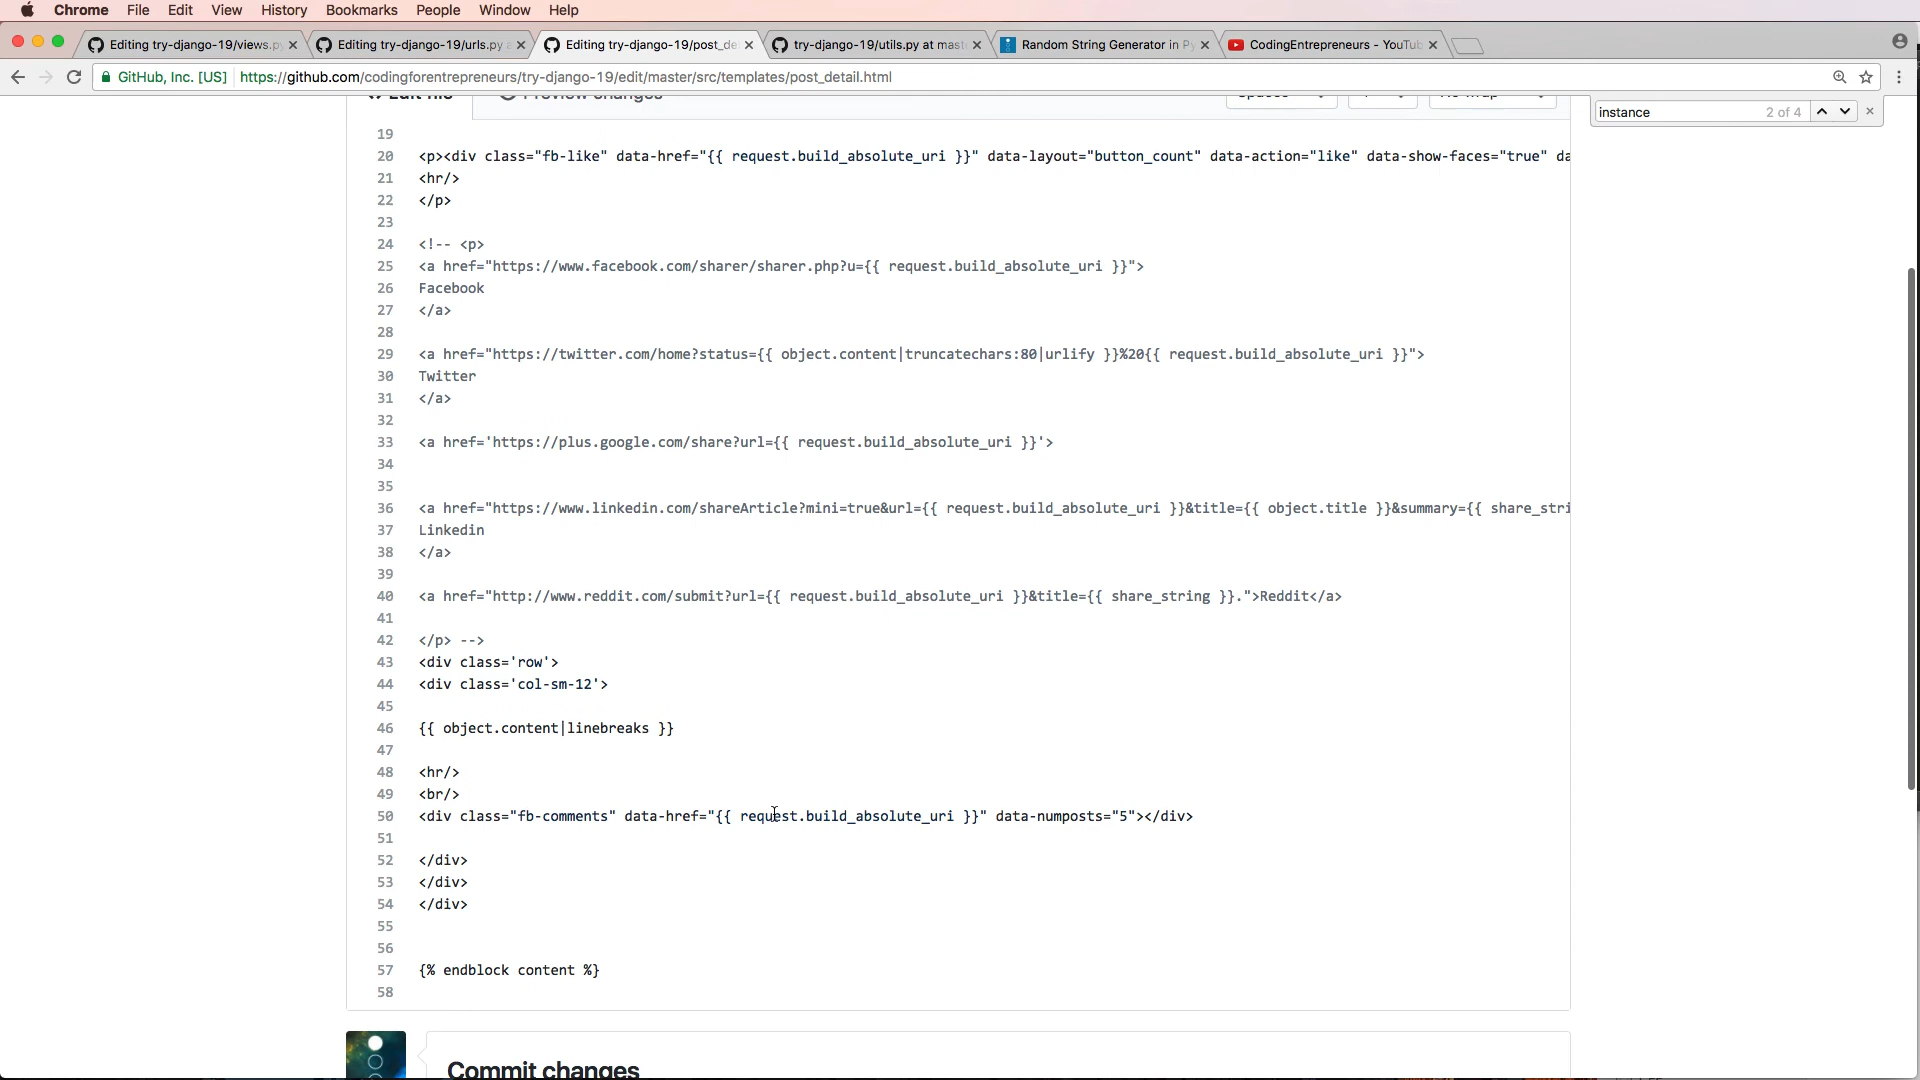 Chrome File Edit View History Bookmarks People Window Help
Editing try-django-19/views.py
Editing try-django-19/urls.py a
Editing try-django-19/post_de
try-django-19/utils.py at mast
Random String Generator in Py
CodingEntrepreneurs - YouTub
GitHub, Inc. [US] https://github.com/codingforentrepreneurs/try-django-19/edit/master/src/templates/post_detail.html
instance 2 of 4
<> Edit file Preview changes Spaces No wrap
19
20 <p><div class="fb-like" data-href="{{ request.build_absolute_uri }}" data-layout="button_count" data-action="like" data-show-faces="true" da
21 <hr/>
22 </p>
23
24 <!-- <p>
25 <a href="https://www.facebook.com/sharer/sharer.php?u={{ request.build_absolute_uri }}">
26 Facebook
27 </a>
28
29 <a href="https://twitter.com/home?status={{ object.content|truncatechars:80|urlify }}%20{{ request.build_absolute_uri }}">
30 Twitter
31 </a>
32
33 <a href='https://plus.google.com/share?url={{ request.build_absolute_uri }}'>
34
35
36 <a href="https://www.linkedin.com/shareArticle?mini=true&url={{ request.build_absolute_uri }}&title={{ object.title }}&summary={{ share_stri
37 Linkedin
38 </a>
39
40 <a href="http://www.reddit.com/submit?url={{ request.build_absolute_uri }}&title={{ share_string }}.">Reddit</a>
41
42 </p> -->
43 <div class='row'>
44 <div class='col-sm-12'>
45
46 {{ object.content|linebreaks }}
47
48 <hr/>
49 <br/>
50 <div class="fb-comments" data-href="{{ request.build_absolute_uri }}" data-numposts="5"></div>
51
52 </div>
53 </div>
54 </div>
55
56
57 {% endblock content %}
58
Commit changes